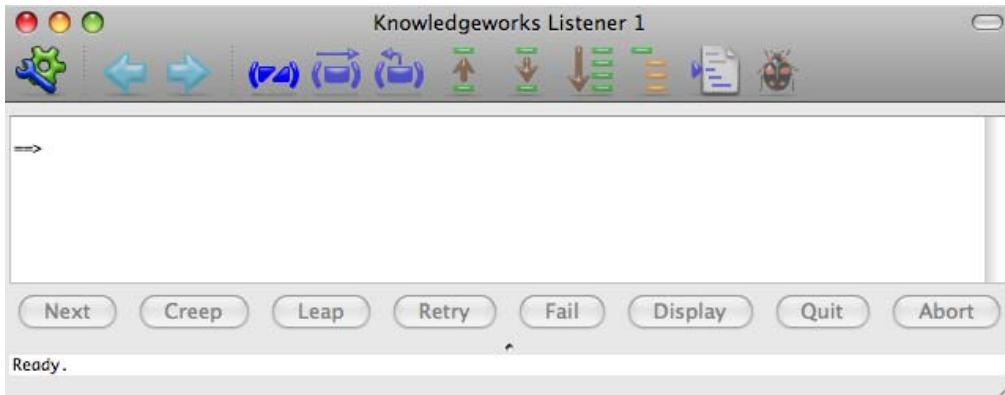 Knowledgeworks Listener 1
==>
Next Creep Leap Retry Fail Display Quit Abort
Ready.